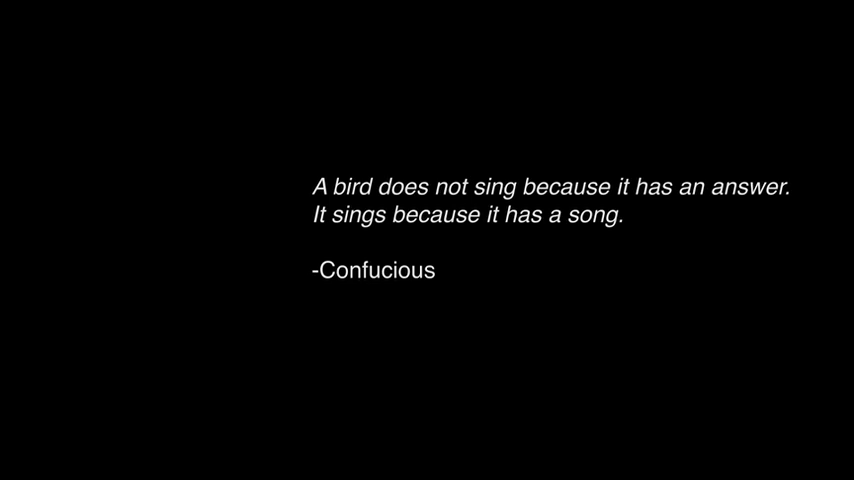 A bird does not sing because it has an answer.
It sings because it has a song.
-Confucious